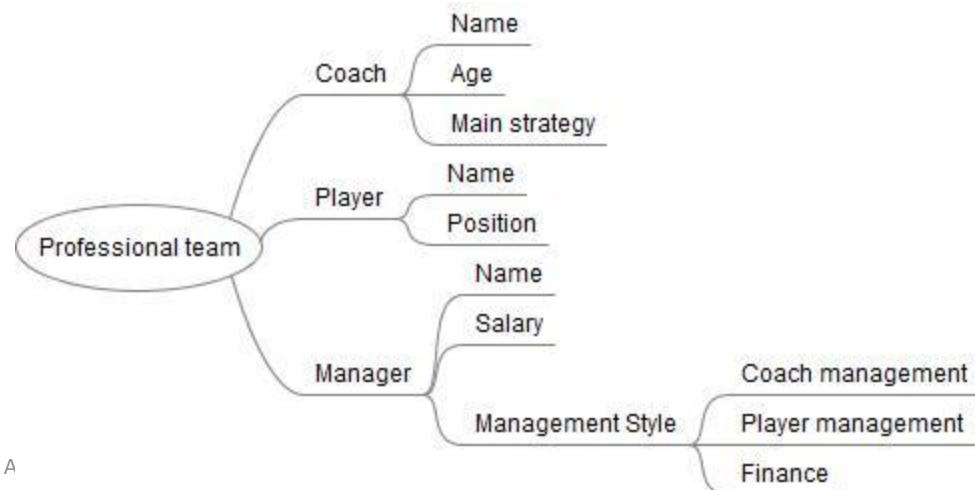 Professional team
Coach
Name
Age
Main strategy
Player
Name
Position
Manager
Name
Salary
Management Style
Coach management
Player management
Finance
A